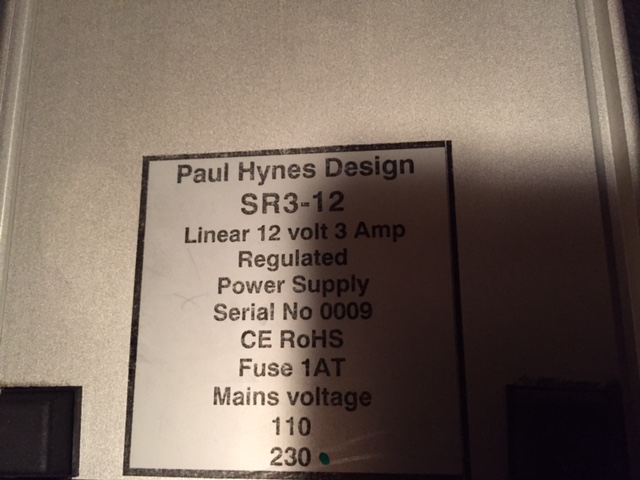 Paul Hynes Design
SR3-12
Linear 12 volt 3 Amp
Regulated
Power Supply
Serial No 0009
CE RoHS
Fuse 1AT
Mains voltage
110
230